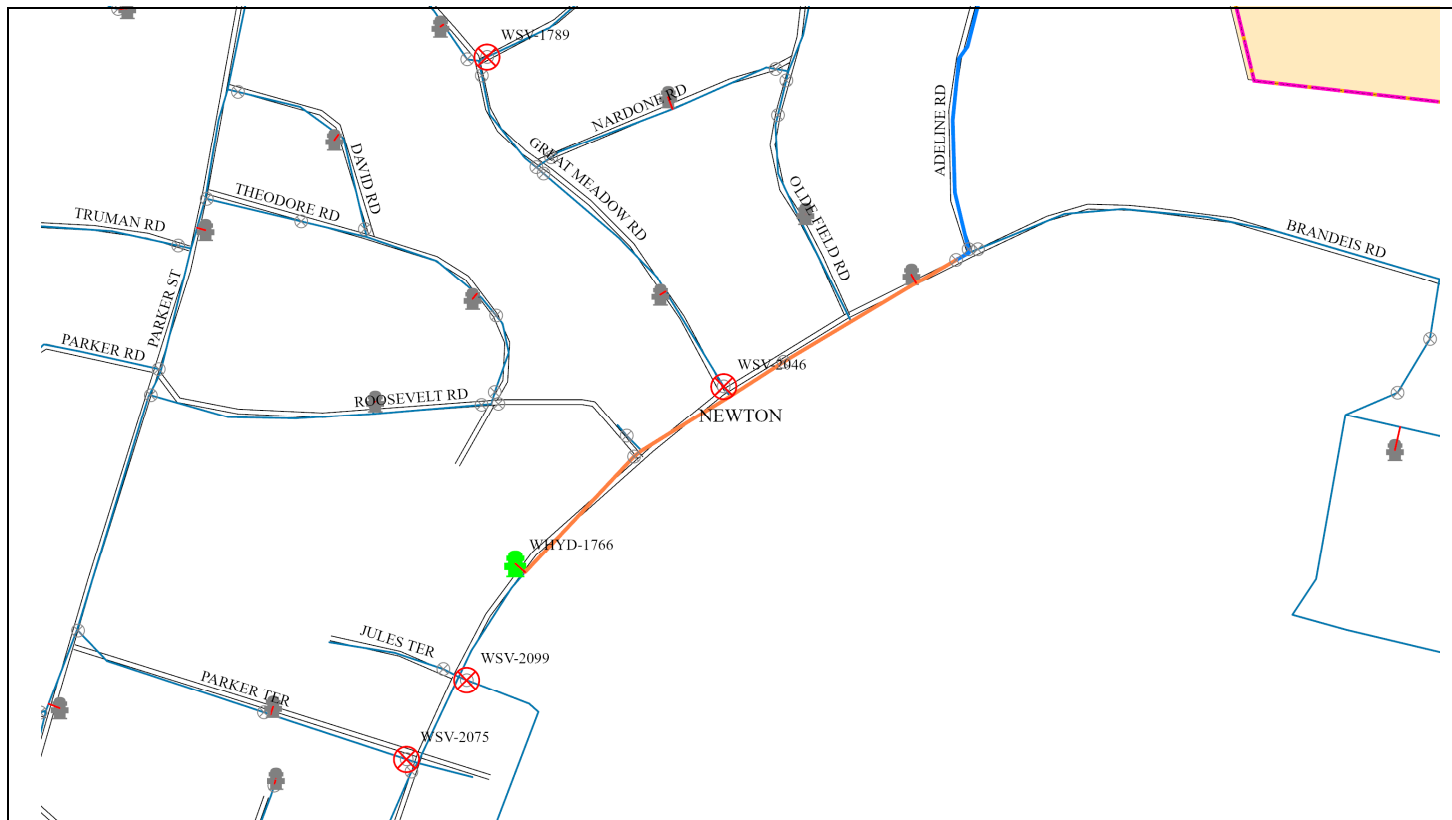 WSV-1789
NARDONE RD
ADELINE RD
GREAT MEADOW RD
DAVID RD
THEODORE RD
OLDE FIELD RD
TRUMAN RD
BRANDEIS RD
PARKER ST
PARKER RD
WSV-2046
ROOSEVELT RD
NEWTON
WHYD-1766
JULES TER
WSV-2099
PARKER TER
WSV-2075